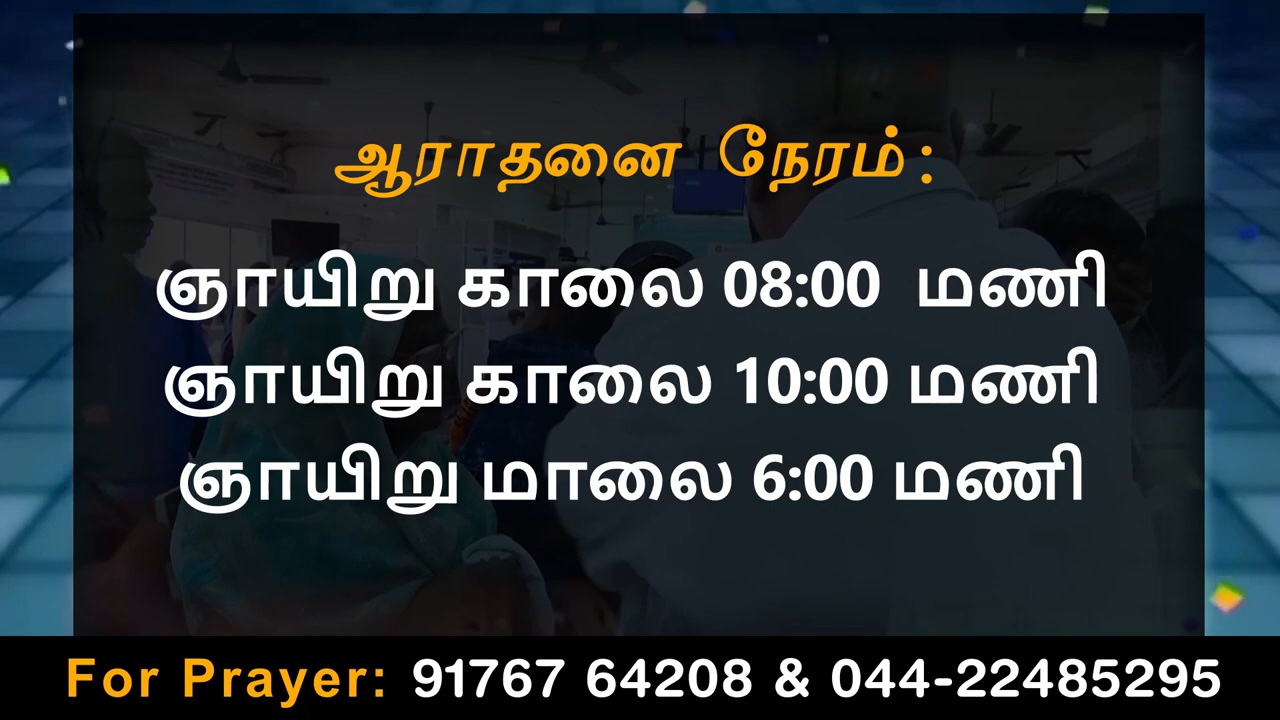 ஆராதனை நேரம் :
ஞாயிறு காலை 08:00 மணி
ஞாயிறு காலை 10:00 மணி
ஞாயிறு மாலை 6:00 மணி
For Prayer: 91767 64208 & 044-22485295